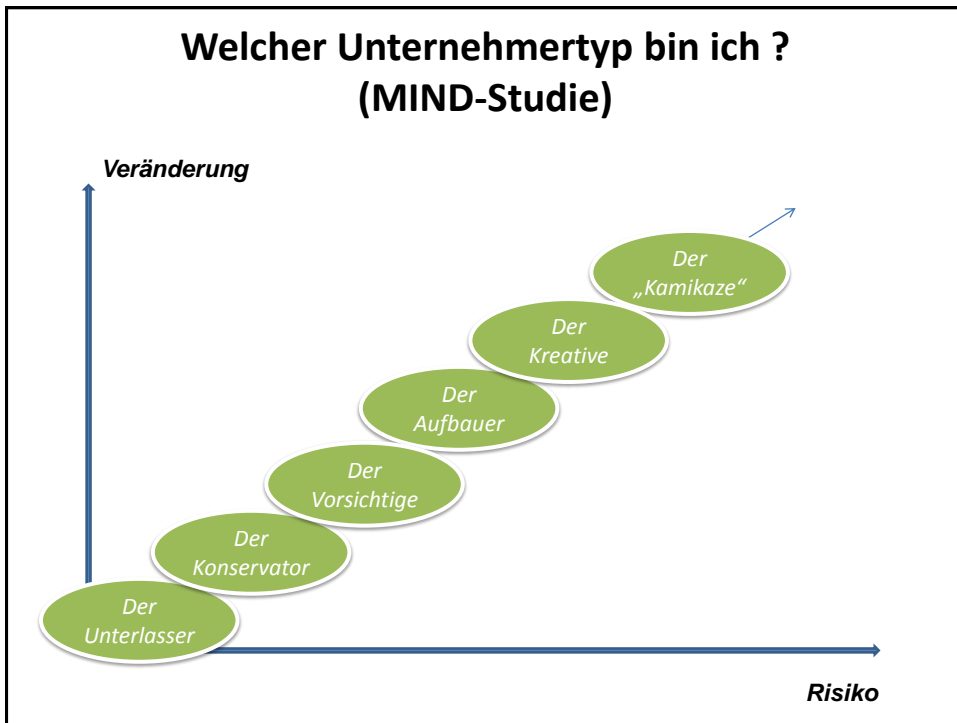 Welcher Unternehmertyp bin ich ?
(MIND-Studie)
Veränderung
Der
„Kamikaze“
Der
Kreative
Der
Aufbauer
Der
Vorsichtige
Der
Konservator
Der
Unterlasser
Risiko